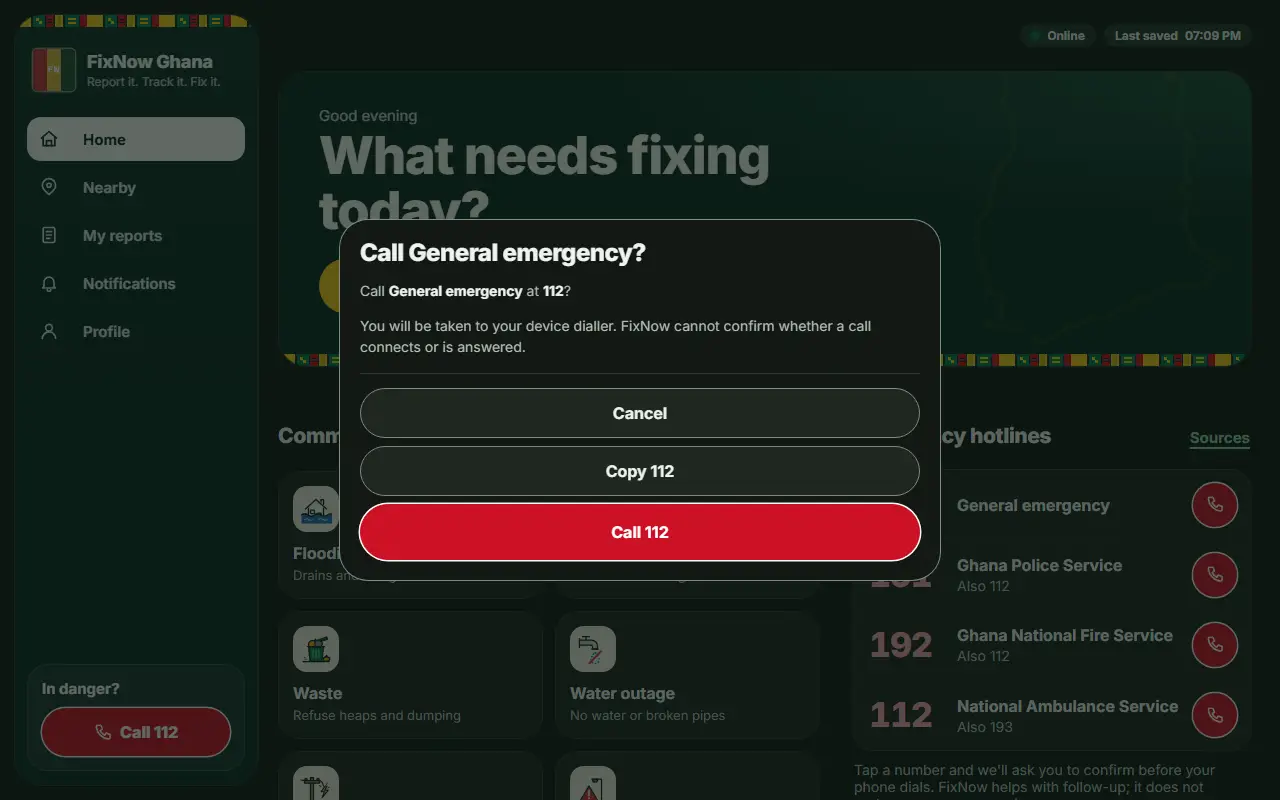 FN
FixNow Ghana
Report it. Track it. Fix it.
Online
Last saved 07:09 PM
Home
Nearby
My reports
Notifications
Profile
In danger?
Call 112
Good evening
What needs fixing
today?
Call General emergency?
Call General emergency at 112?
You will be taken to your device dialler. FixNow cannot confirm whether a call
connects or is answered.
Cancel
Copy 112
Call 112
hotlines
Sources
Waste
Refuse heaps and dumping
Water outage
No water or broken pipes
General emergency
Ghana Police Service
Also 112
192
Ghana National Fire Service
Also 112
112
National Ambulance Service
Also 193
Tap a number and we'll ask you to confirm before your
phone dials. FixNow helps with follow-up; it does not